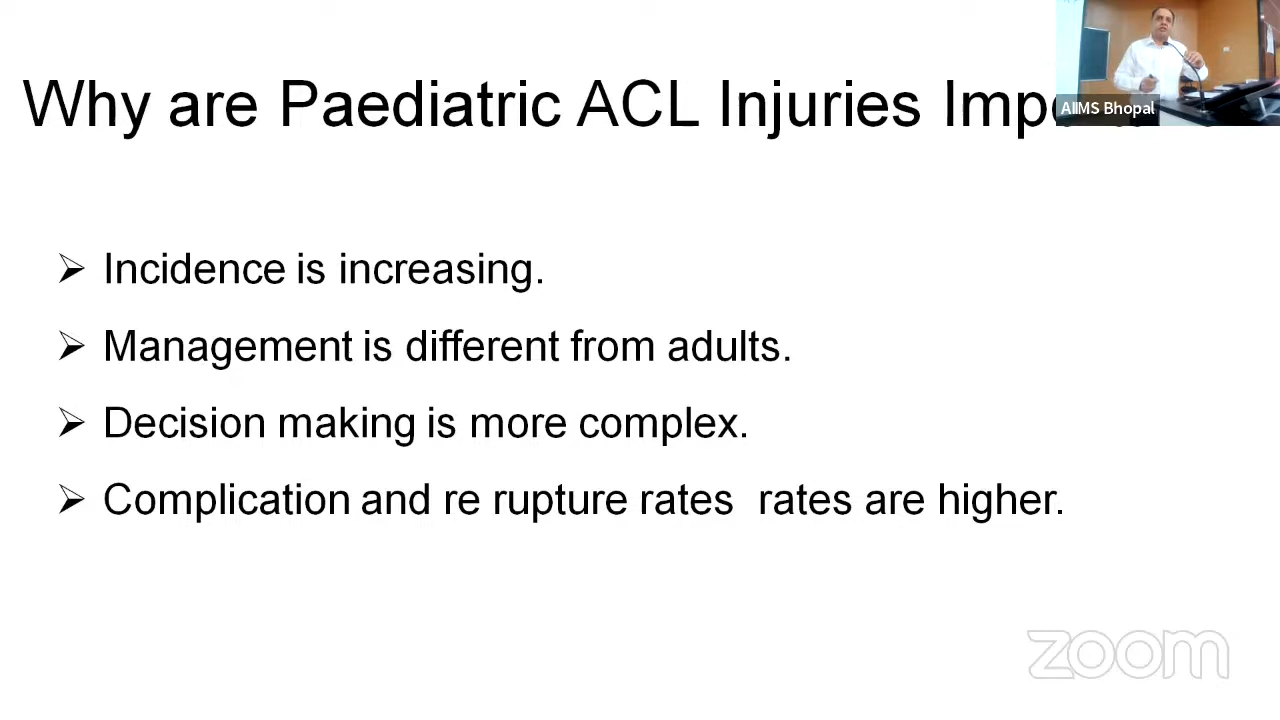 Why are Paediatric ACL Injuries
AIIMS Bhopal
➢ Incidence is increasing.
➢ Management is different from adults.
➢ Decision making is more complex.
➢ Complication and re rupture rates  rates are higher.
zoom